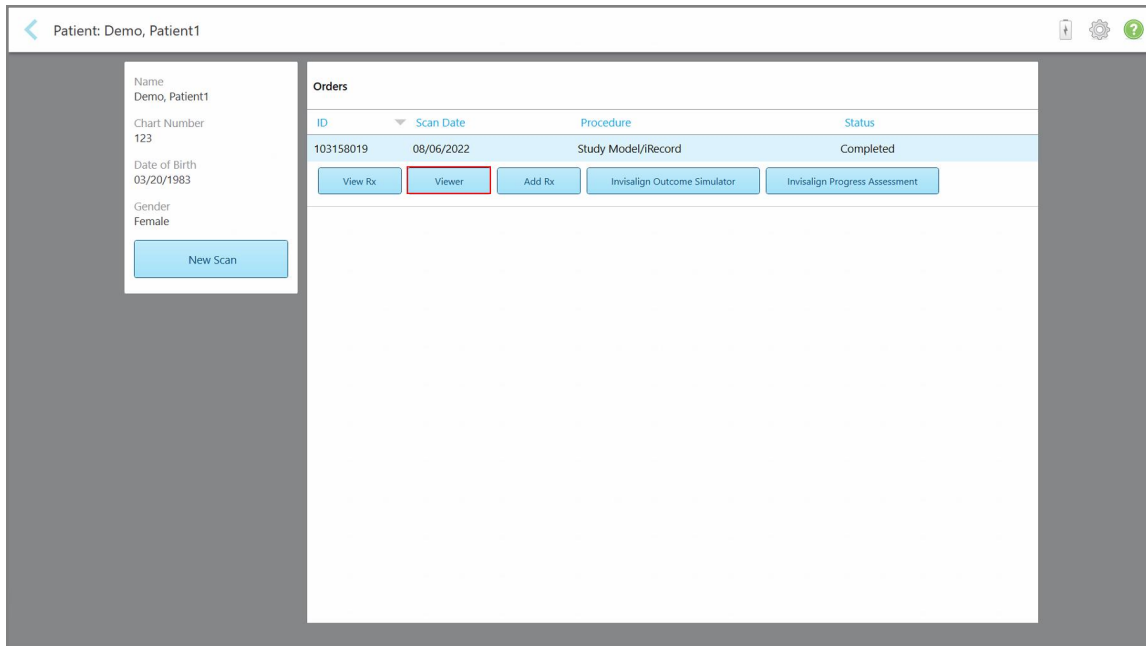 Patient: Demo, Patient1
Name
Demo, Patient1
Chart Number
123
Date of Birth
03/20/1983
Gender
Female
New Scan
Orders
ID Scan Date Procedure Status
103158019 08/06/2022 Study Model/iRecord Completed
View Rx Viewer Add Rx Invisalign Outcome Simulator Invisalign Progress Assessment